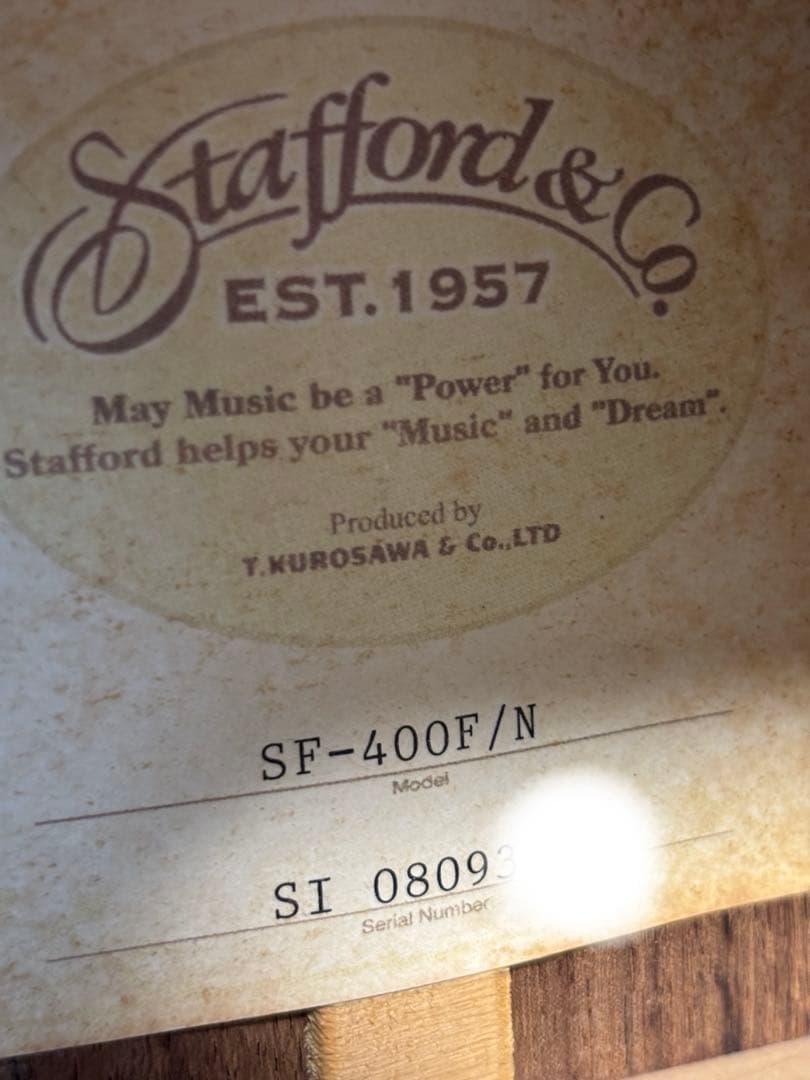 Stafford & Co.
EST. 1957
May Music be a "Power" for You.
Stafford helps your "Music" and "Dream".
Produced by
T.KUROSAWA & Co.,LTD
SF-400F/N
Model
SI 08093
Serial Number